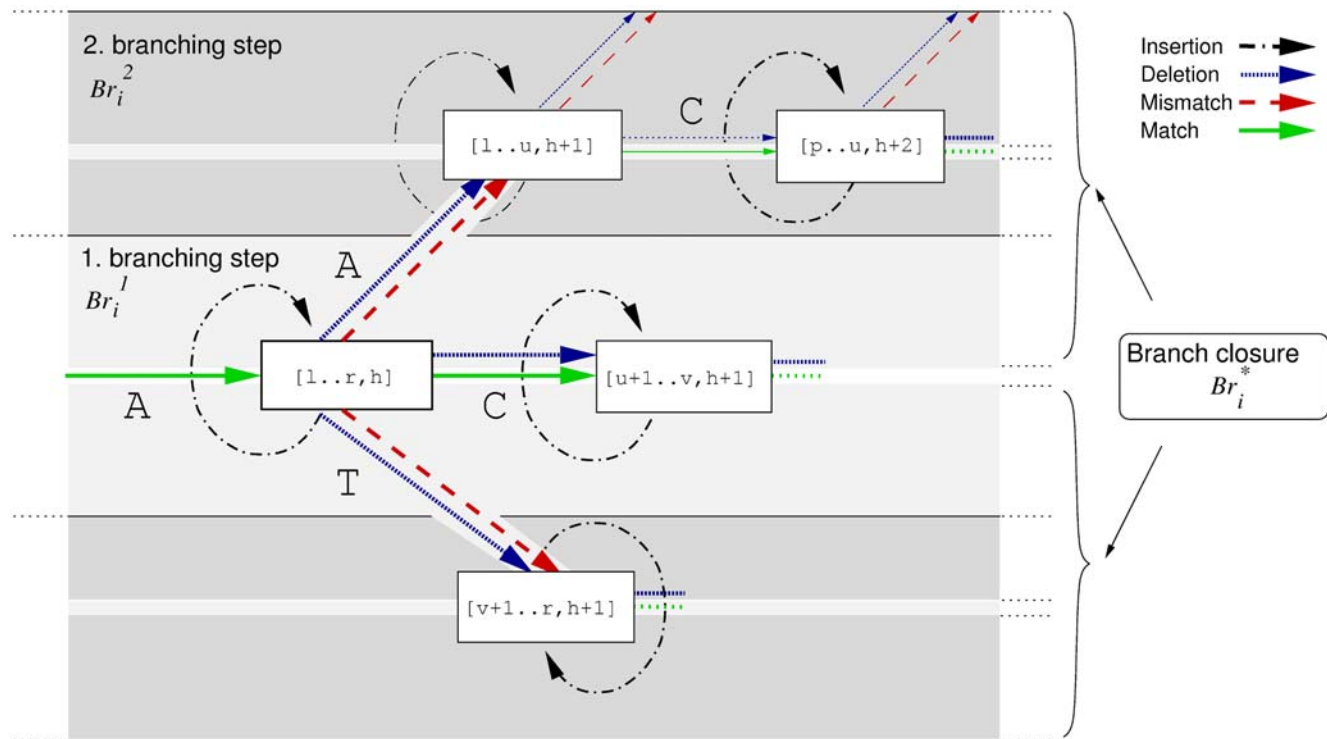 2. branching step
Br_i^2
C
[l..u,h+1]
[p..u,h+2]
Insertion
Deletion
Mismatch
Match
1. branching step
Br_i^1
A
[l..r,h]
[u+1..v,h+1]
A
C
T
[v+1..r,h+1]
Branch closure
Br_i^*